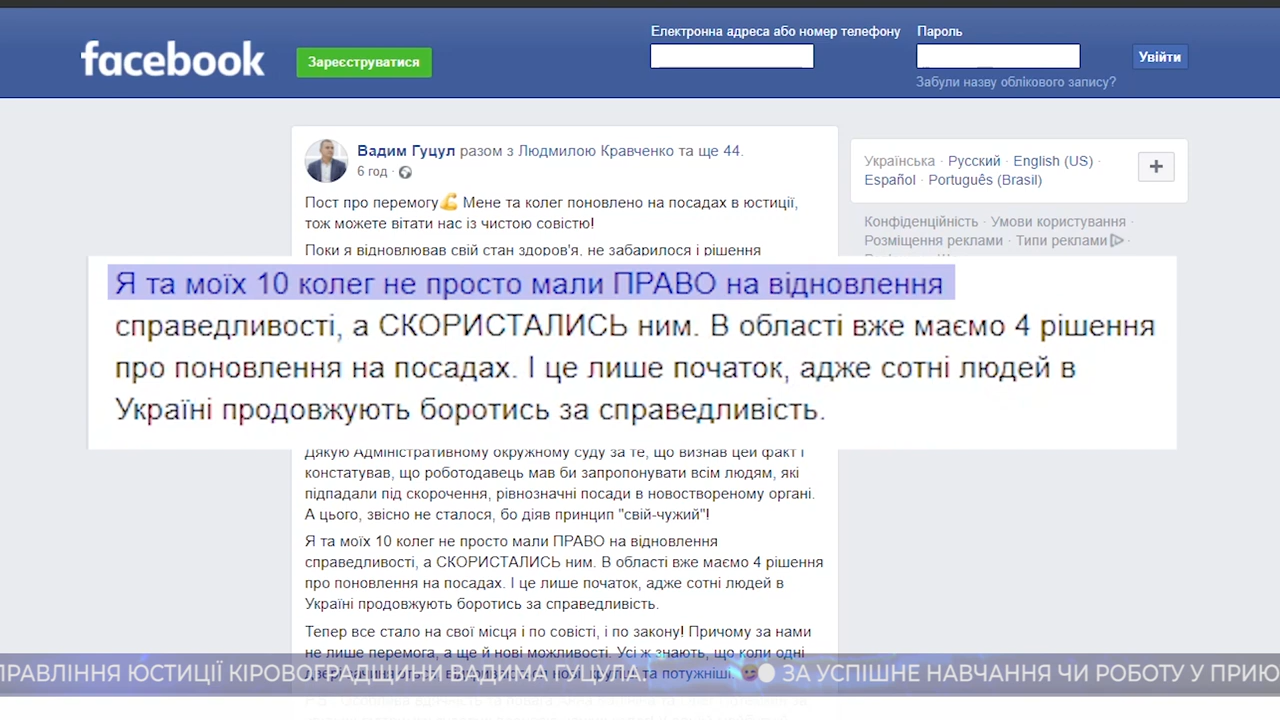 Електронна адреса або номер телефону
Пароль
facebook
Зареєструватися
Увійти
Забули назву облікового запису?
Вадим Гуцул разом з Людмилою Кравченко та ще 44.
6 год ·
Пост про перемогу💪 Мене та колег поновлено на посадах в юстиції,
тож можете вітати нас із чистою совістю!
Поки я відновлював свій стан здоров'я, не забарилося і рішення
Українська · Русский · English (US) ·
Español · Português (Brasil)
+
Конфіденційність · Умови користування ·
Розміщення реклами · Типи реклами ·
Я та моїх 10 колег не просто мали ПРАВО на відновлення
справедливості, а СКОРИСТАЛИСЬ ним. В області вже маємо 4 рішення
про поновлення на посадах. І це лише початок, адже сотні людей в
Україні продовжують боротись за справедливість.
Дякую Адміністративному окружному суду за те, що визнав цей факт і
констатував, що роботодавець мав би запропонувати всім людям, які
підпадали під скорочення, рівнозначні посади в новоствореному органі.
А цього, звісно не сталося, бо діяв принцип "свій-чужий"!
Я та моїх 10 колег не просто мали ПРАВО на відновлення
справедливості, а СКОРИСТАЛИСЬ ним. В області вже маємо 4 рішення
про поновлення на посадах. І це лише початок, адже сотні людей в
Україні продовжують боротись за справедливість.
Тепер все стало на свої місця і по совісті, і по закону! Причому за нами
не лише перемога, а ще й нові можливості. Усі ж знають, що коли одні
та потужніші.
ПРАВЛІННЯ ЮСТИЦІЇ КІРОВОГРАДЩИНИ ВАДИМА ГУЦУЛА. ● ЗА УСПІШНЕ НАВЧАННЯ ЧИ РОБОТУ У ПРИЮ